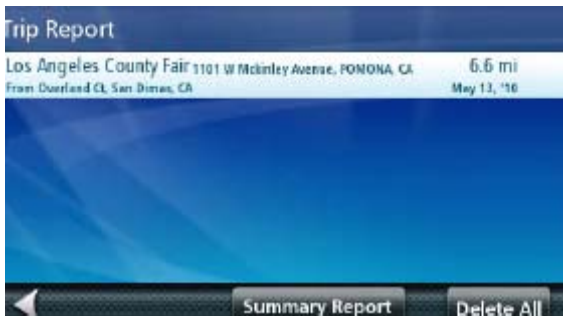 Trip Report
Los Angeles County Fair 1101 W Mckinley Avenue, POMONA, CA 6.6 mi
From Overland Ct, San Dimas, CA May 13, '10
Summary Report Delete All